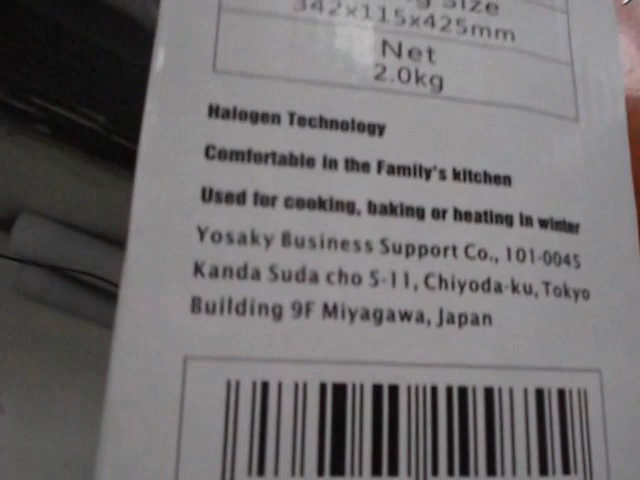 Size
342x115x425mm
Net
2.0kg
Halogen Technology
Comfortable in the Family's kitchen
Used for cooking, baking or heating in winter
Yosaky Business Support Co., 101-0045
Kanda Suda cho 5-11, Chiyoda-ku, Tokyo
Building 9F Miyagawa, Japan